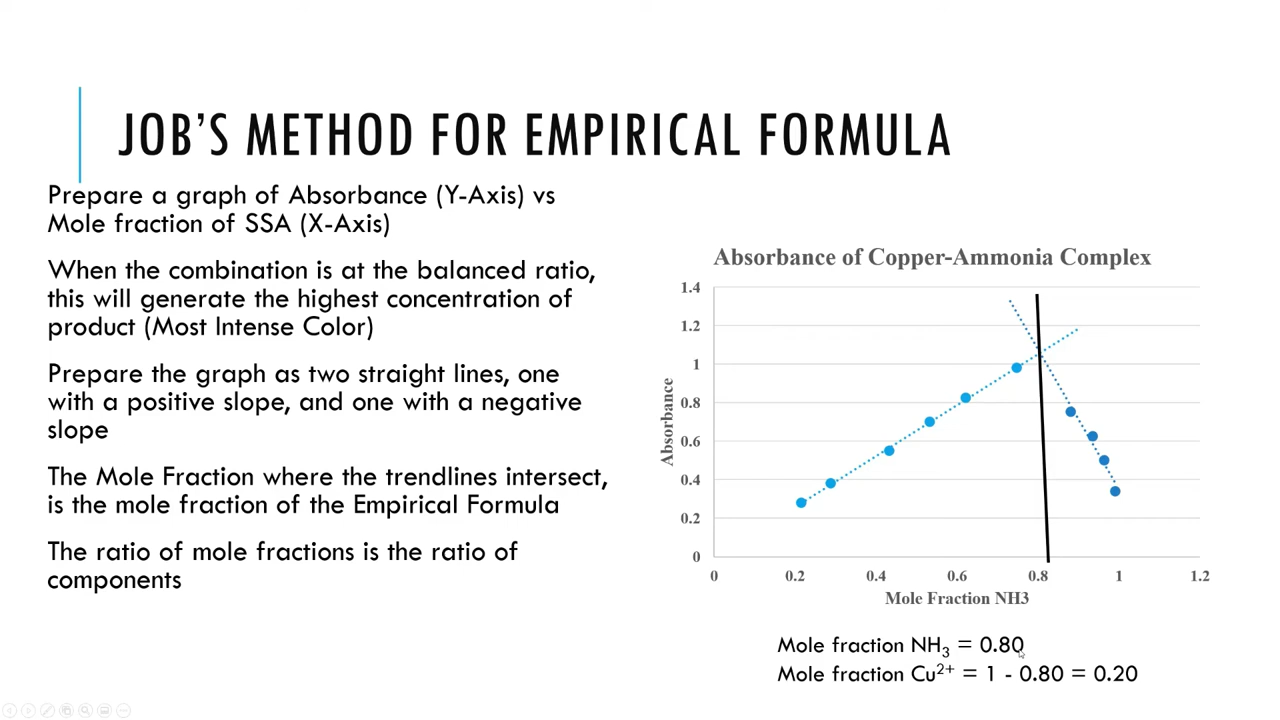 JOB'S METHOD FOR EMPIRICAL FORMULA
Prepare a graph of Absorbance (Y-Axis) vs
Mole fraction of SSA (X-Axis)
When the combination is at the balanced ratio,
this will generate the highest concentration of
product (Most Intense Color)
Prepare the graph as two straight lines, one
with a positive slope, and one with a negative
slope
The Mole Fraction where the trendlines intersect,
is the mole fraction of the Empirical Formula
The ratio of mole fractions is the ratio of
components
Absorbance of Copper-Ammonia Complex
1.4
1.2
1
0.8
0.6
0.4
0.2
0
Absorbance
0 0.2 0.4 0.6 0.8 1 1.2
Mole Fraction NH3
Mole fraction NH₃ = 0.80
Mole fraction Cu²⁺ = 1 - 0.80 = 0.20